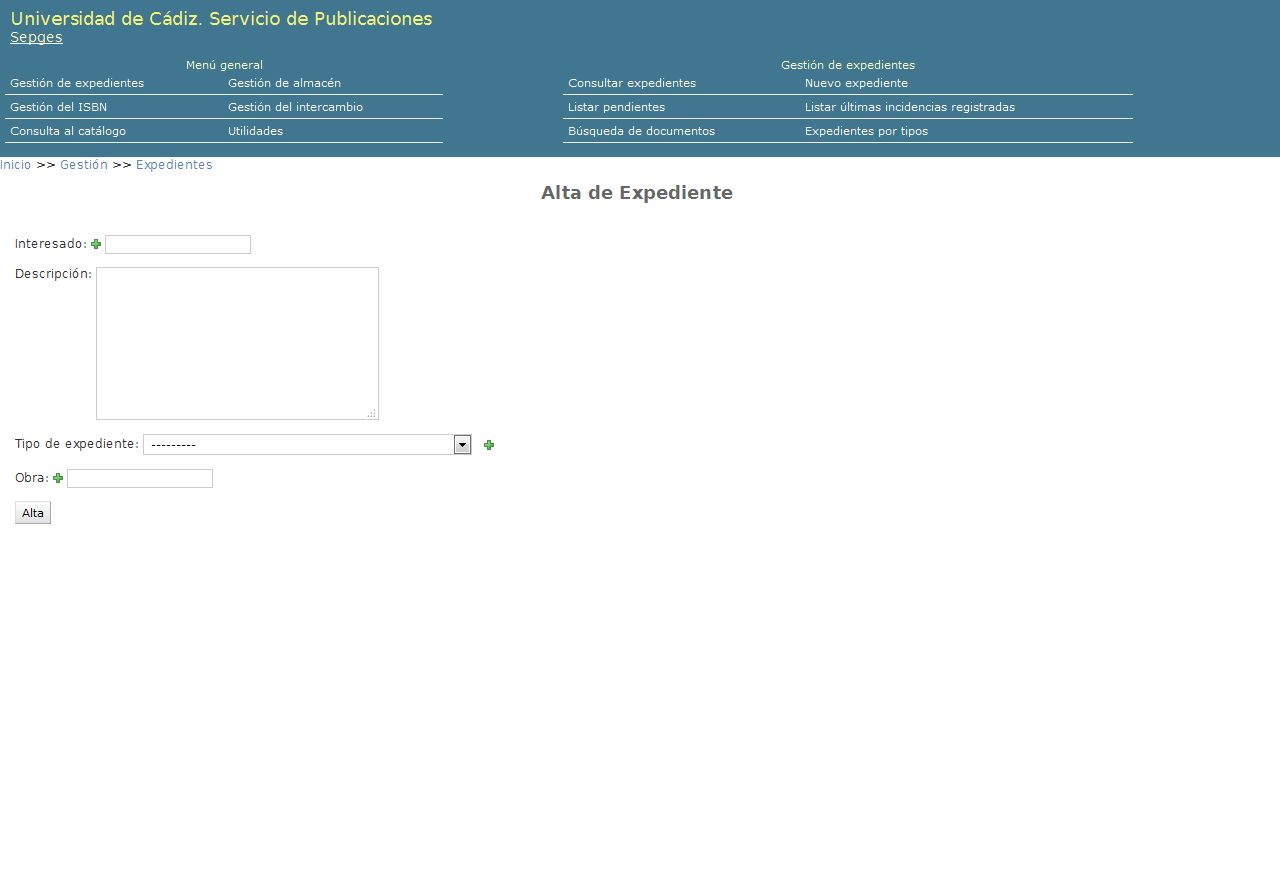 Universidad de Cádiz. Servicio de Publicaciones
Sepges
Menú general
Gestión de expedientes Gestión de almacén
Gestión del ISBN Gestión del intercambio
Consulta al catálogo Utilidades
Gestión de expedientes
Consultar expedientes Nuevo expediente
Listar pendientes Listar últimas incidencias registradas
Búsqueda de documentos Expedientes por tipos
Inicio >> Gestión >> Expedientes
Alta de Expediente
Interesado:
Descripción:
Tipo de expediente: ---------
Obra:
Alta